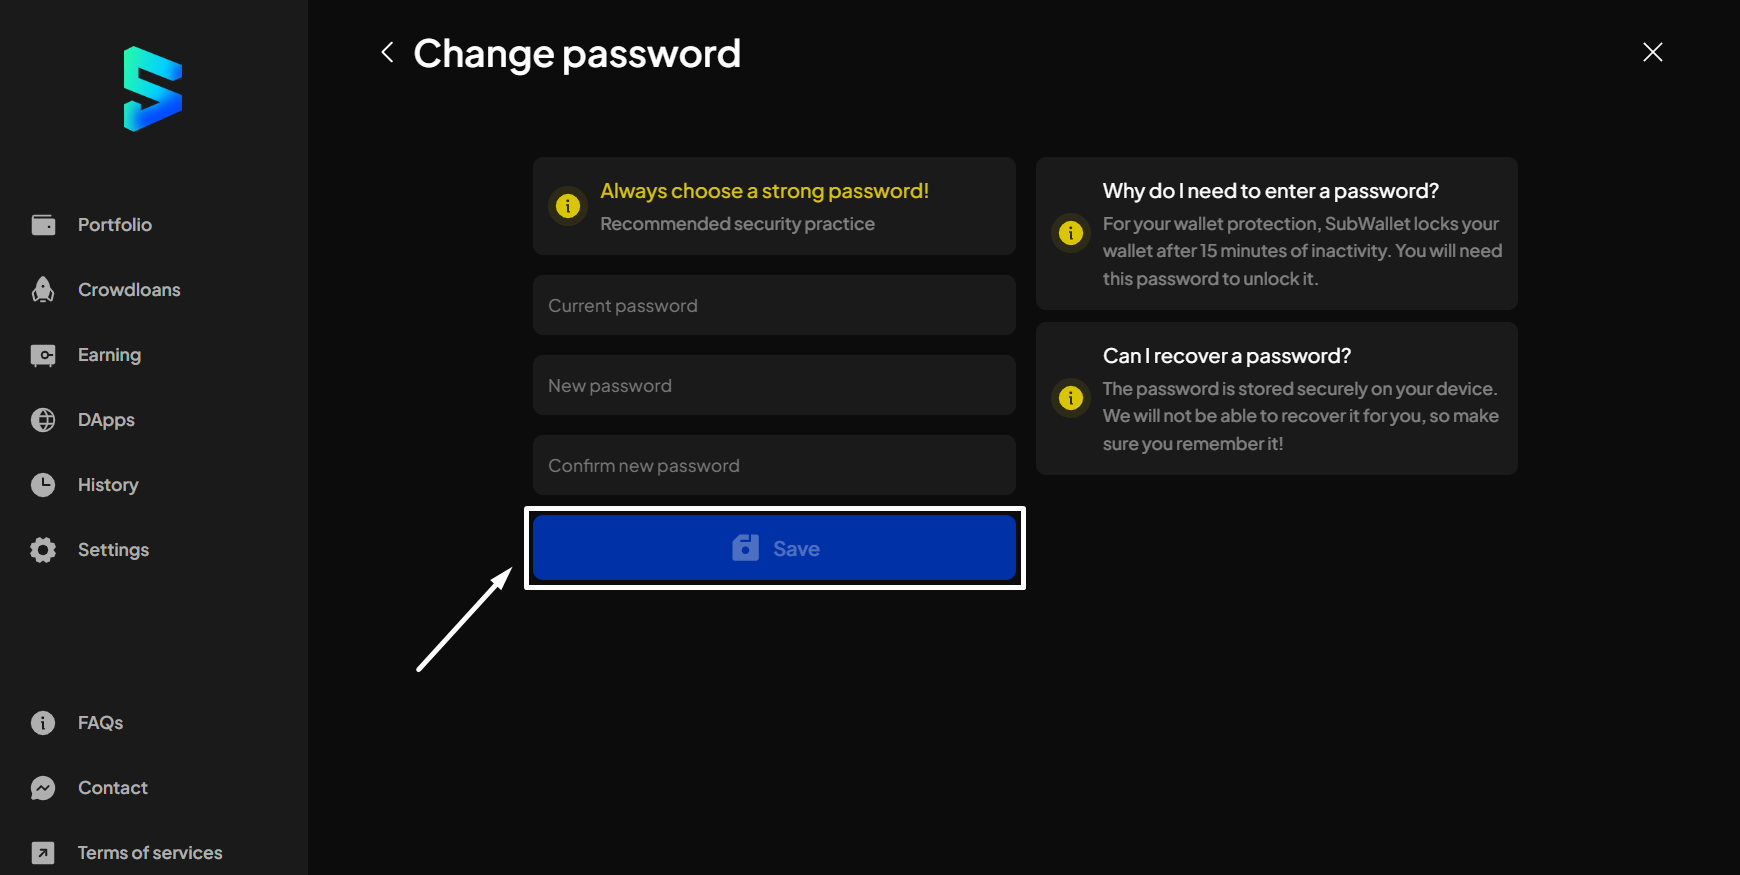 Change password
Portfolio
Crowdloans
Earning
DApps
History
Settings
FAQs
Contact
Terms of services
Always choose a strong password!
Recommended security practice
Current password
New password
Confirm new password
Save
Why do I need to enter a password?
For your wallet protection, SubWallet locks your
wallet after 15 minutes of inactivity. You will need
this password to unlock it.
Can I recover a password?
The password is stored securely on your device.
We will not be able to recover it for you, so make
sure you remember it!